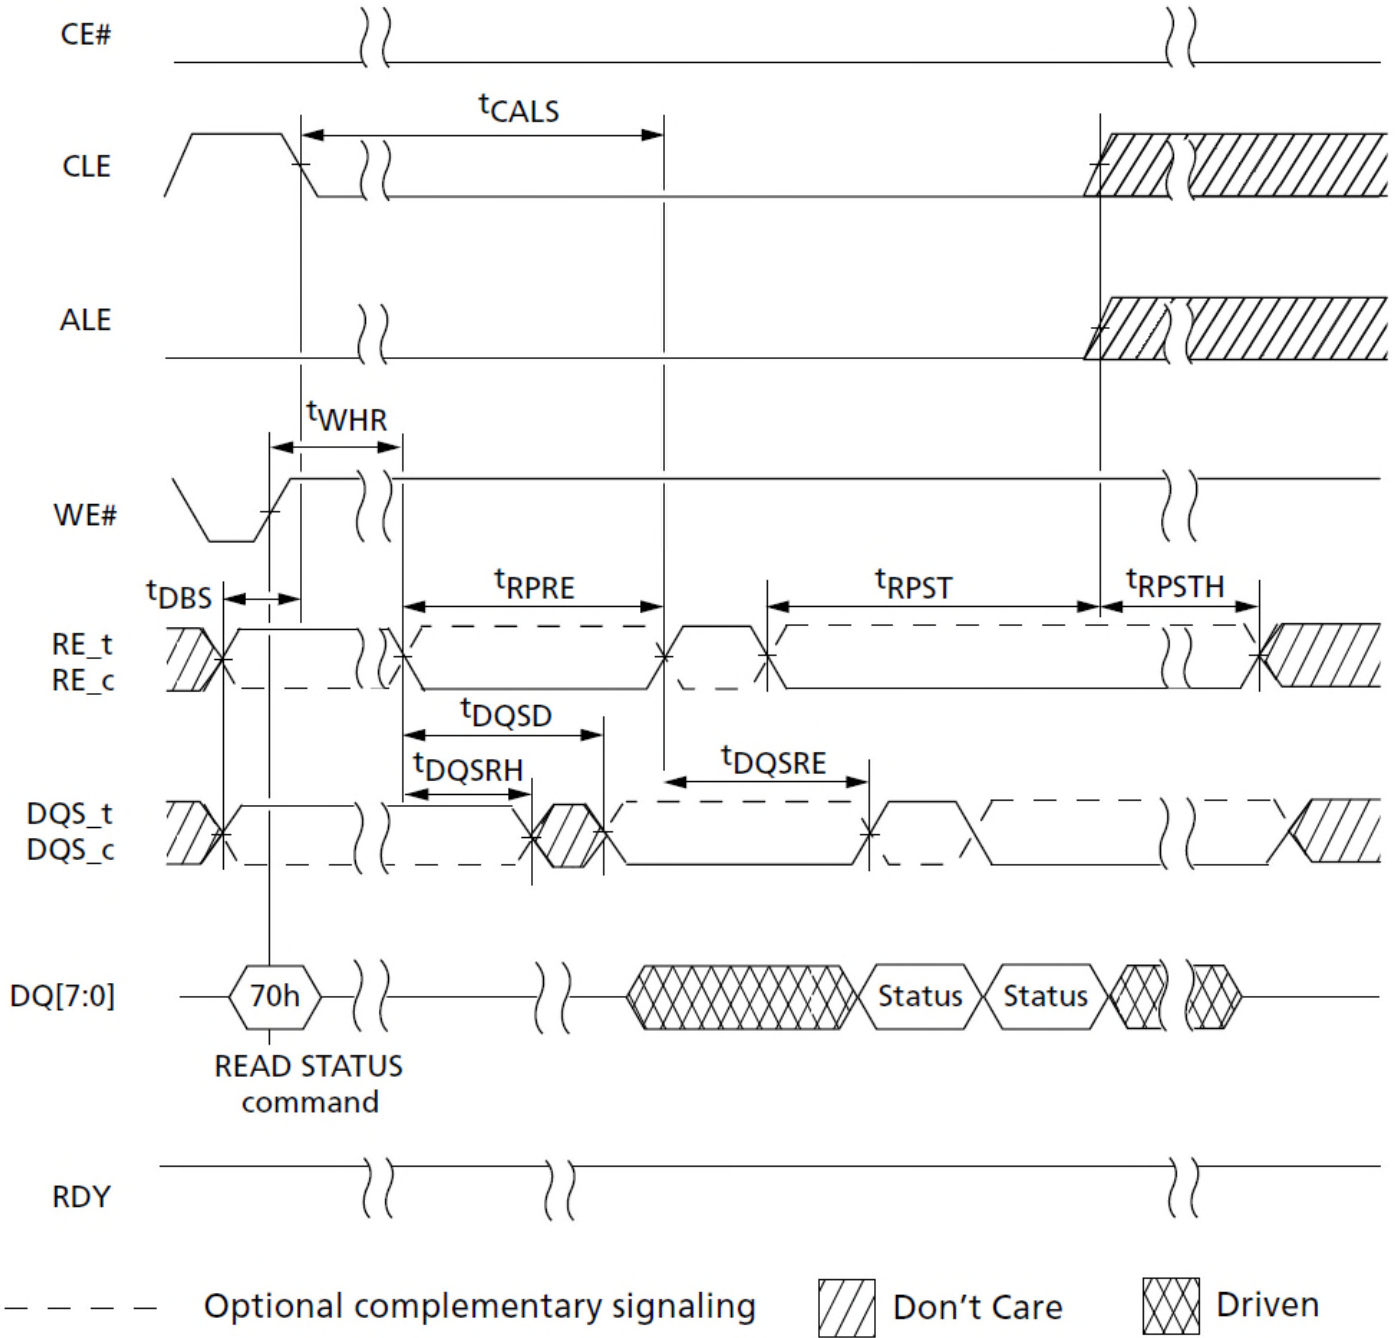 CE#
tCALS
CLE
ALE
tWHR
WE#
tDBS
tRPRE
tRPST
tRPSTH
RE_t
RE_c
tDQSD
tDQSRH
tDQSRE
DQS_t
DQS_c
DQ[7:0]
70h
Status
Status
READ STATUS
command
RDY
Optional complementary signaling
Don't Care
Driven